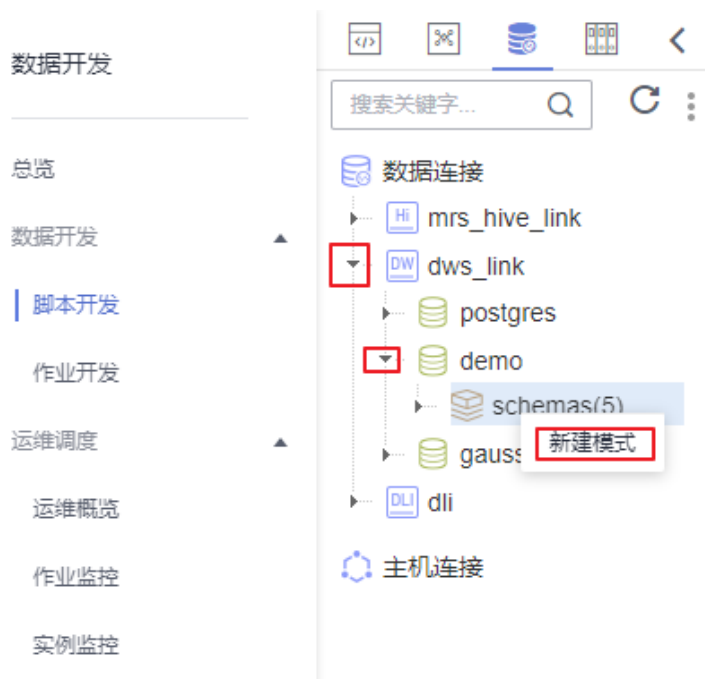 数据开发
总览
数据开发
脚本开发
作业开发
运维调度
运维概览
作业监控
实例监控
</>
搜索关键字...
数据连接
Hi mrs_hive_link
DW dws_link
postgres
demo
schemas(5)
新建模式
gauss
DLI dli
主机连接